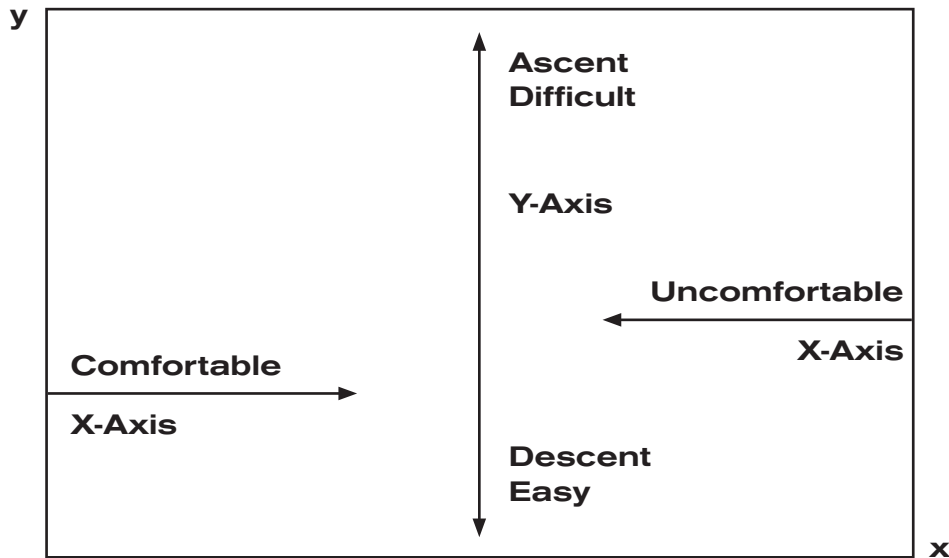 y
Ascent
Difficult
Y-Axis
Uncomfortable
X-Axis
Comfortable
X-Axis
Descent
Easy
x